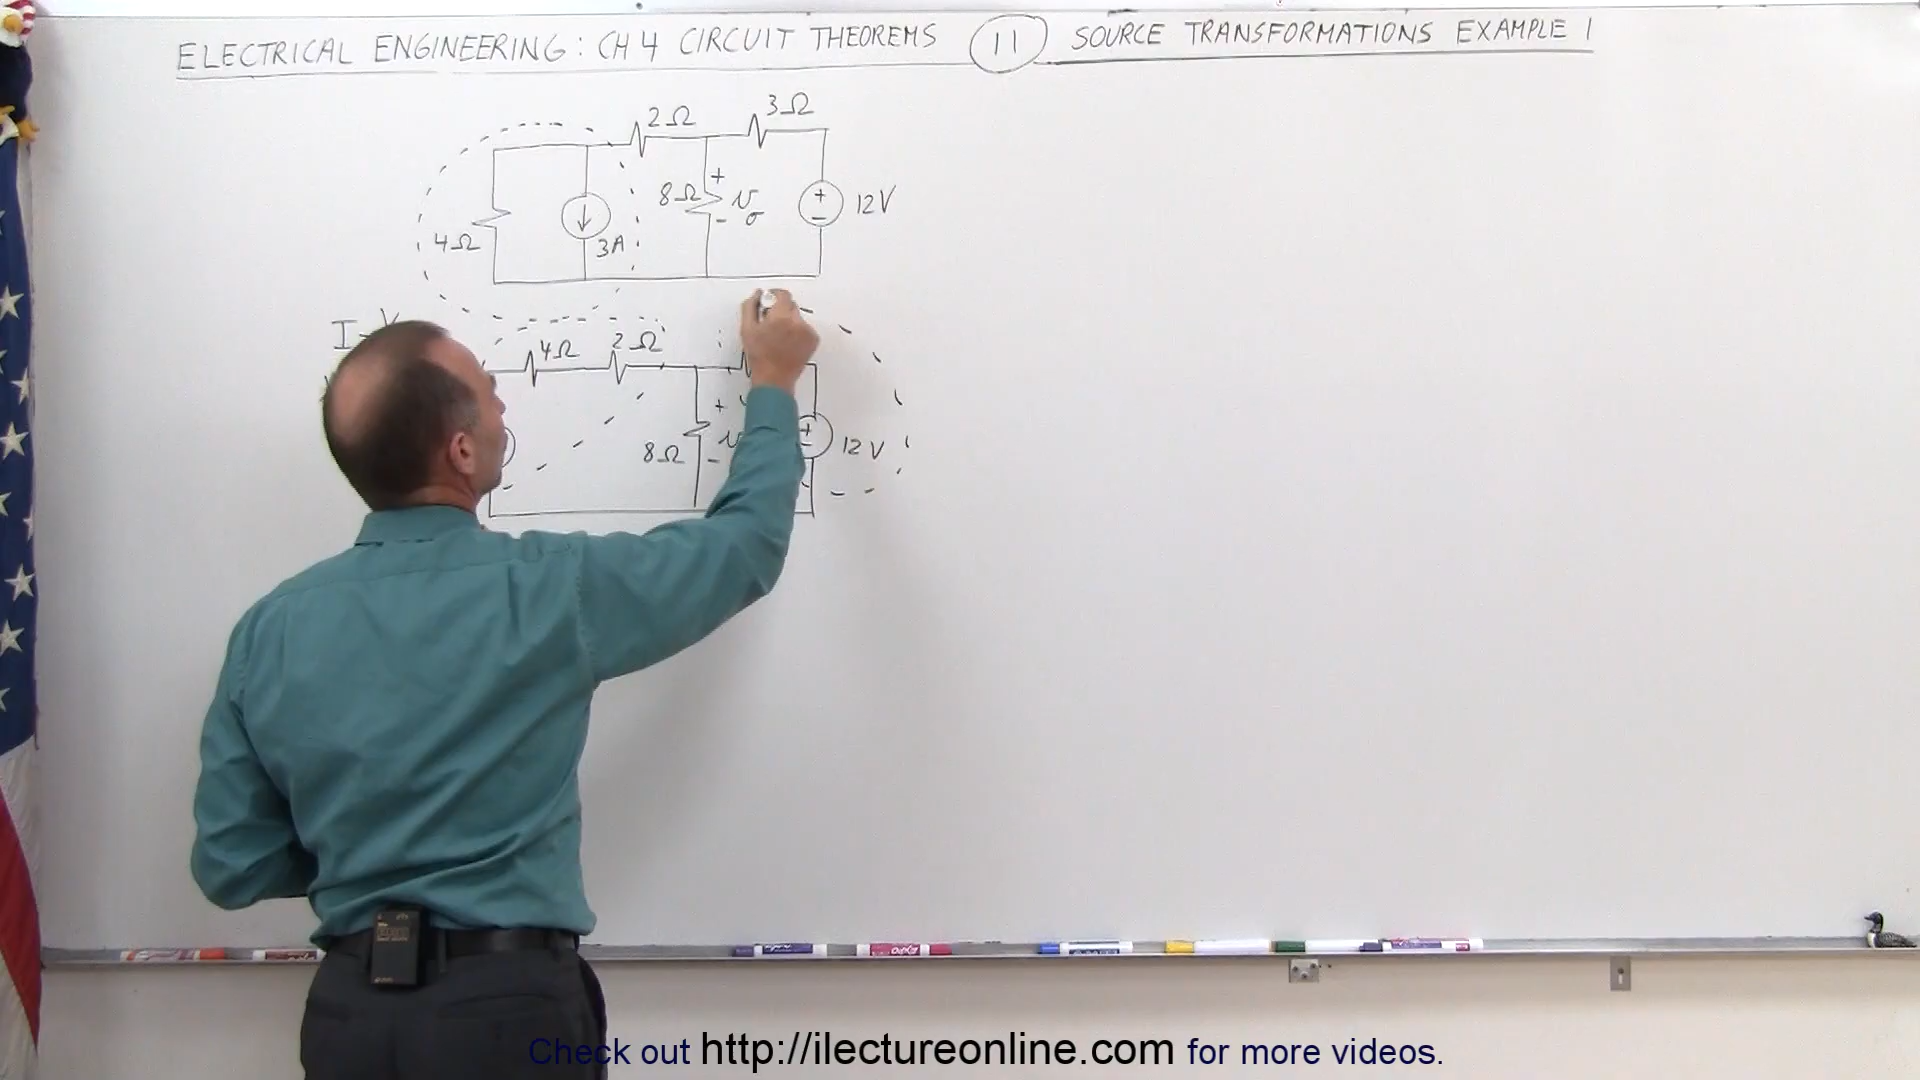 ELECTRICAL ENGINEERING: CH 4 CIRCUIT THEOREMS 11 SOURCE TRANSFORMATIONS EXAMPLE 1
2Ω 3Ω
4Ω 3A 8Ω + 𝑣o - + - 12V
I = V
4Ω 2Ω
8Ω + - + - 12V
Check out http://ilectureonline.com for more videos.